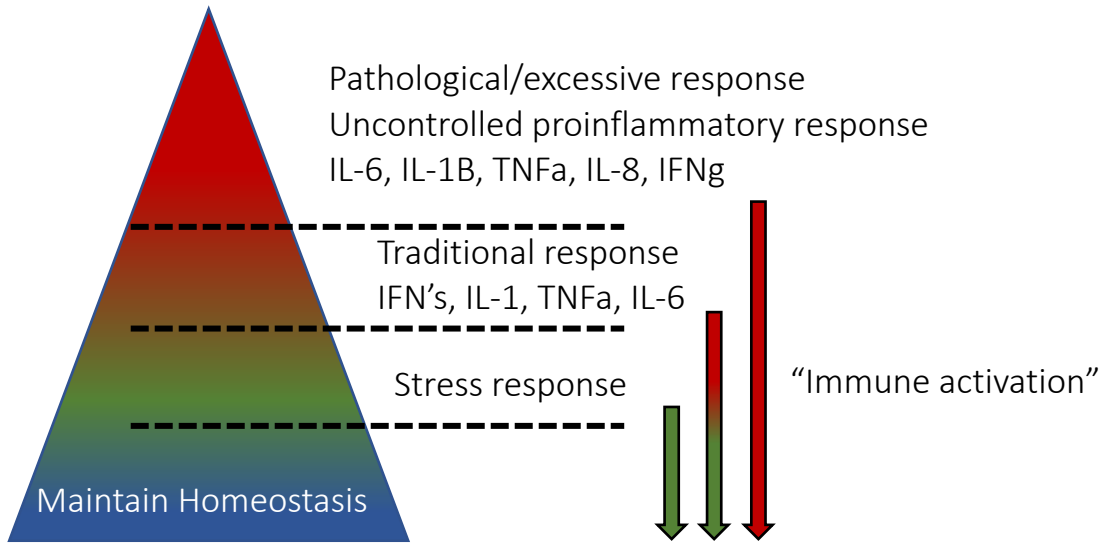 Pathological/excessive response
Uncontrolled proinflammatory response
IL-6, IL-1B, TNFa, IL-8, IFNg
Traditional response
IFN’s, IL-1, TNFa, IL-6
Stress response
“Immune activation”
Maintain Homeostasis